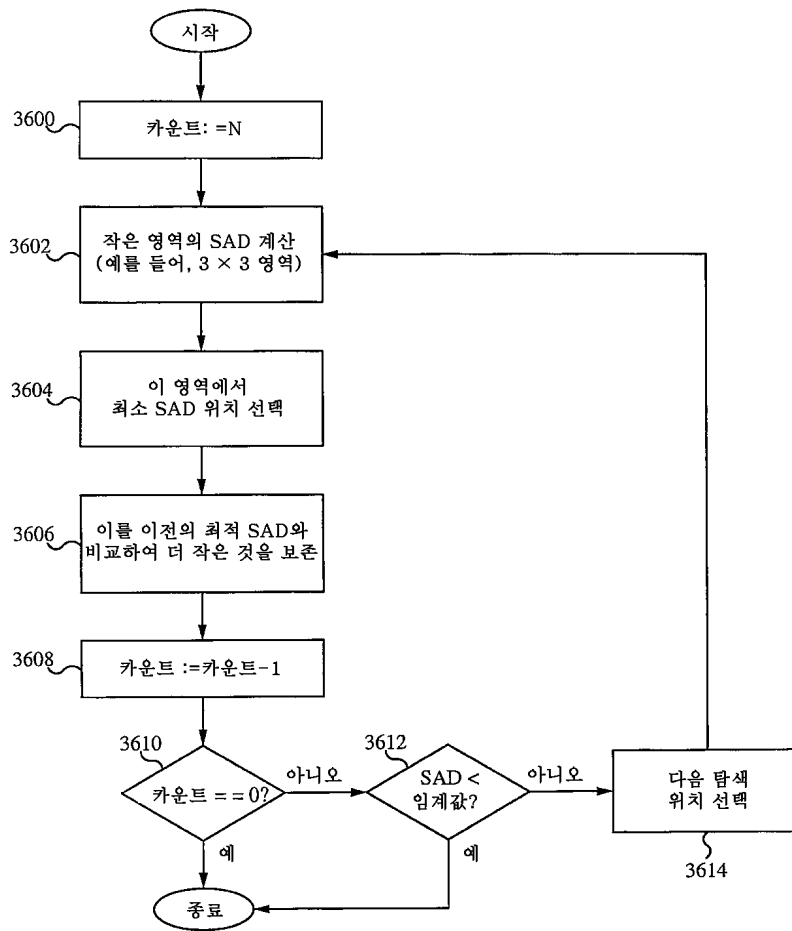 시작
3600
카운트: =N
3602
작은 영역의 SAD 계산
(예를 들어, 3 × 3 영역)
3604
이 영역에서
최소 SAD 위치 선택
3606
이를 이전의 최적 SAD와
비교하여 더 작은 것을 보존
3608
카운트 :=카운트-1
3610
카운트 = = 0?
아니오
예
3612
SAD <
임계값?
아니오
예
다음 탐색
위치 선택
3614
종료